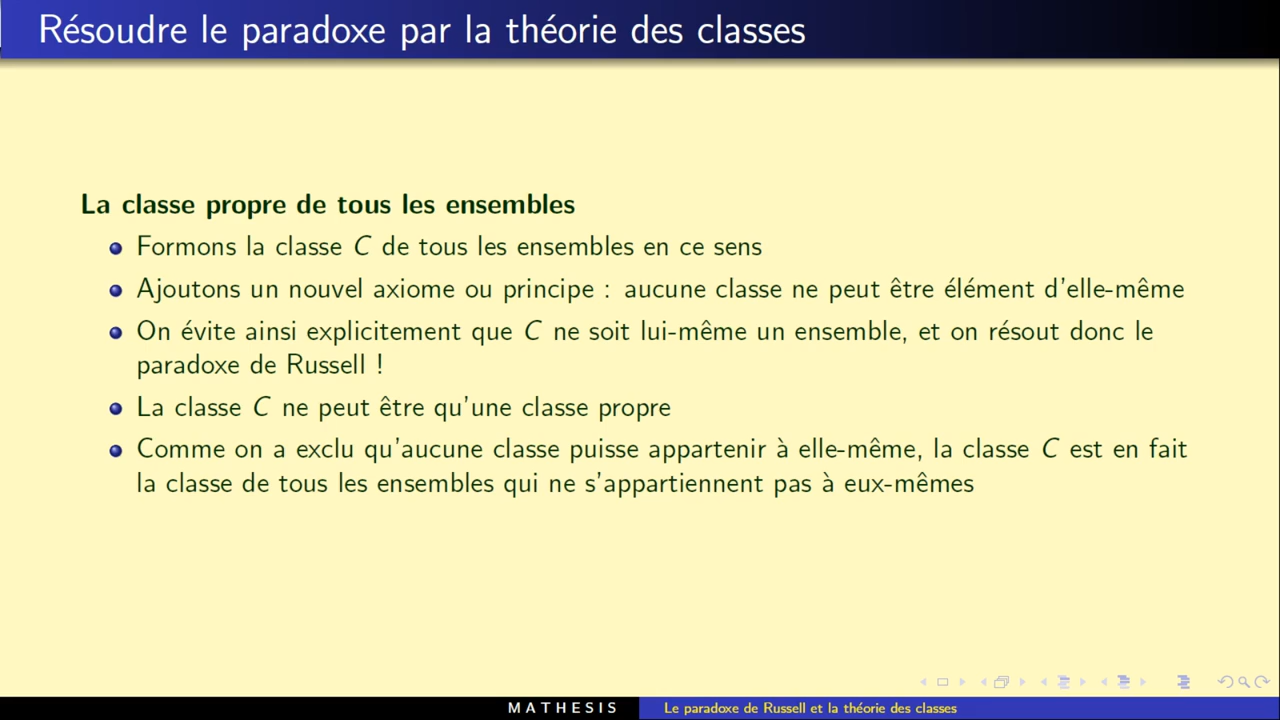 Résoudre le paradoxe par la théorie des classes
La classe propre de tous les ensembles
Formons la classe C de tous les ensembles en ce sens
Ajoutons un nouvel axiome ou principe : aucune classe ne peut être élément d'elle-même
On évite ainsi explicitement que C ne soit lui-même un ensemble, et on résout donc le
paradoxe de Russell !
La classe C ne peut être qu'une classe propre
Comme on a exclu qu'aucune classe puisse appartenir à elle-même, la classe C est en fait
la classe de tous les ensembles qui ne s'appartiennent pas à eux-mêmes
MATHESIS
Le paradoxe de Russell et la théorie des classes